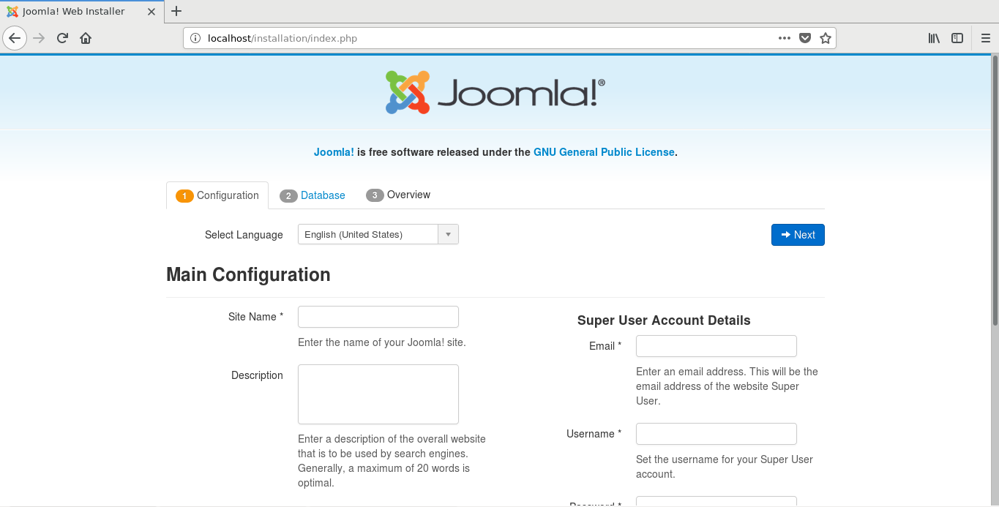 Joomla! Web Installer
localhost/installation/index.php
Joomla!®
Joomla! is free software released under the GNU General Public License.
1 Configuration 2 Database 3 Overview
Select Language English (United States) Next
Main Configuration
Site Name *
Enter the name of your Joomla! site.
Description
Enter a description of the overall website
that is to be used by search engines.
Generally, a maximum of 20 words is
optimal.
Super User Account Details
Email *
Enter an email address. This will be the
email address of the website Super
User.
Username *
Set the username for your Super User
account.
Password *